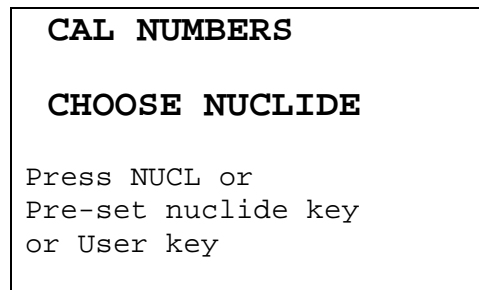 CAL NUMBERS
CHOOSE NUCLIDE
Press NUCL or
Pre-set nuclide key
or User key